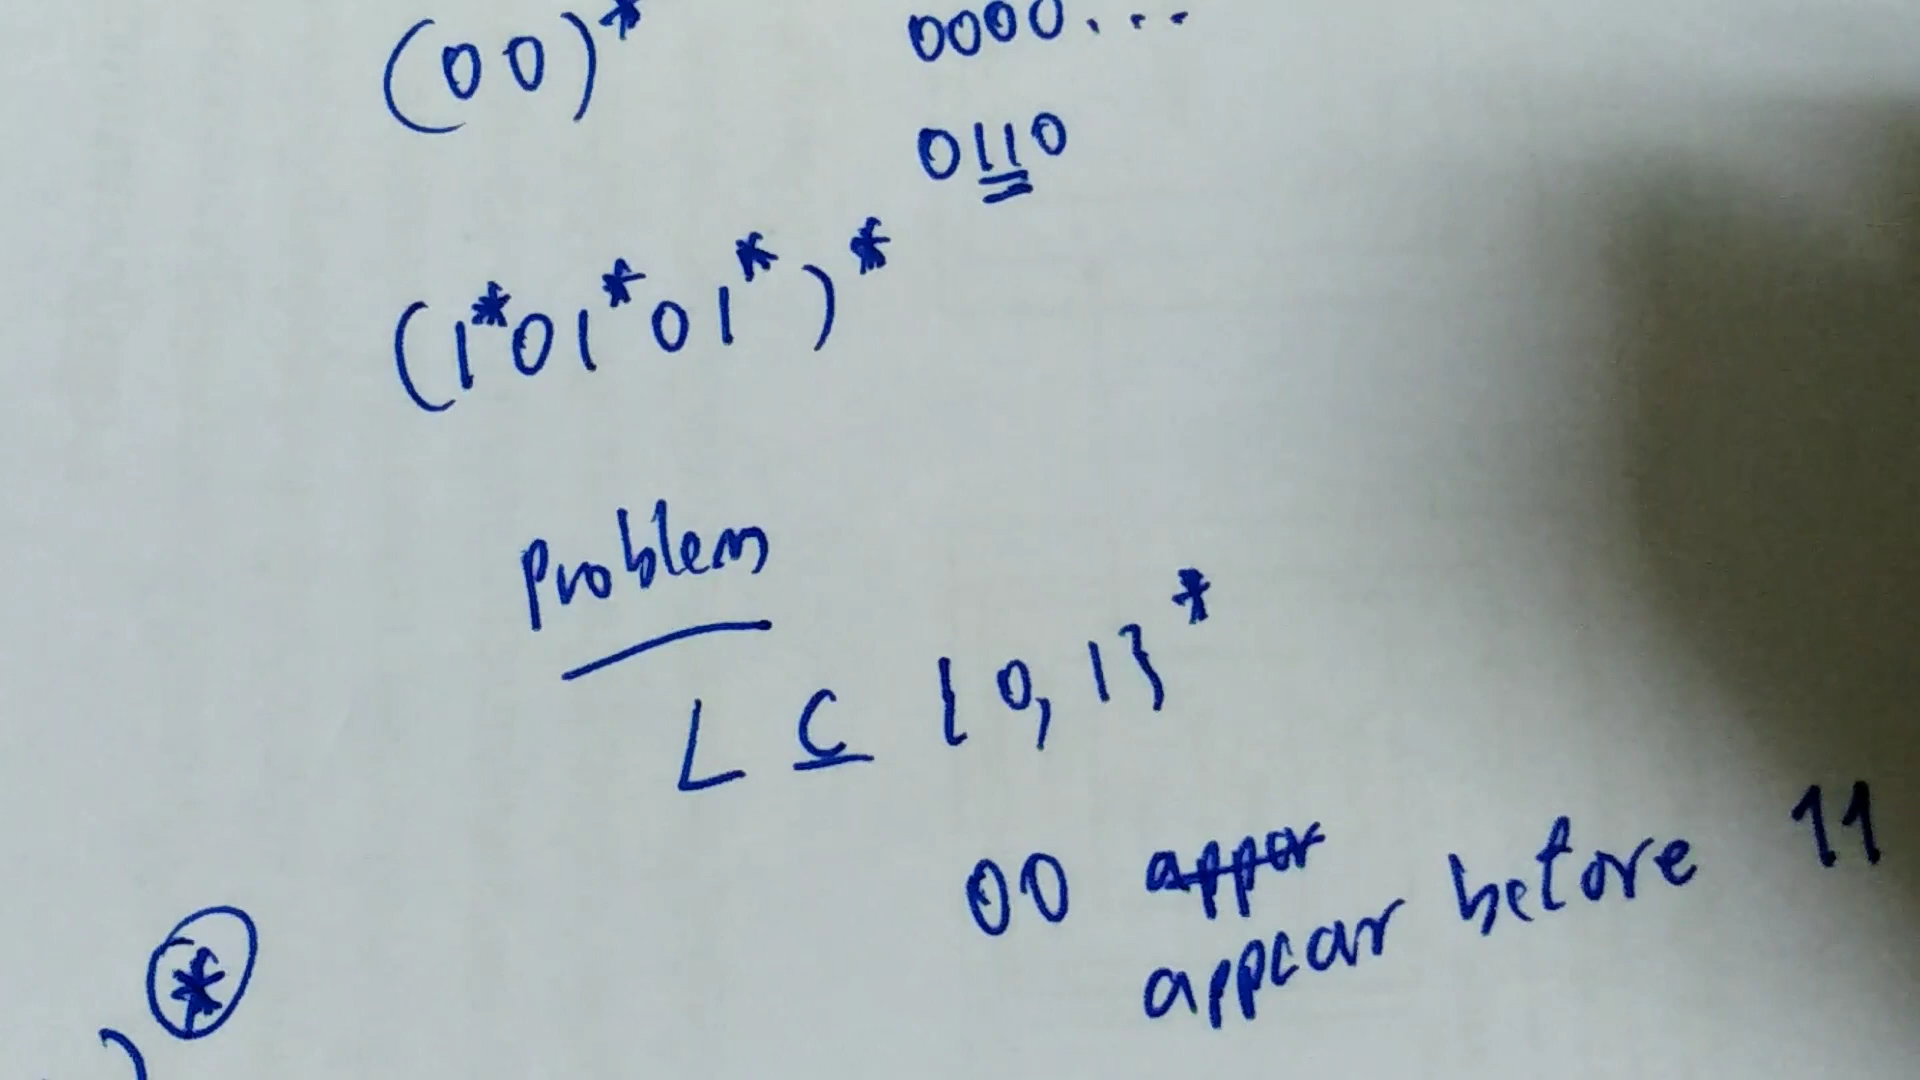 (00)* 0000...
0110
(1*01*01*)*
Problem
L ⊆ {0,1}*
00 appor
appear before 11
)*